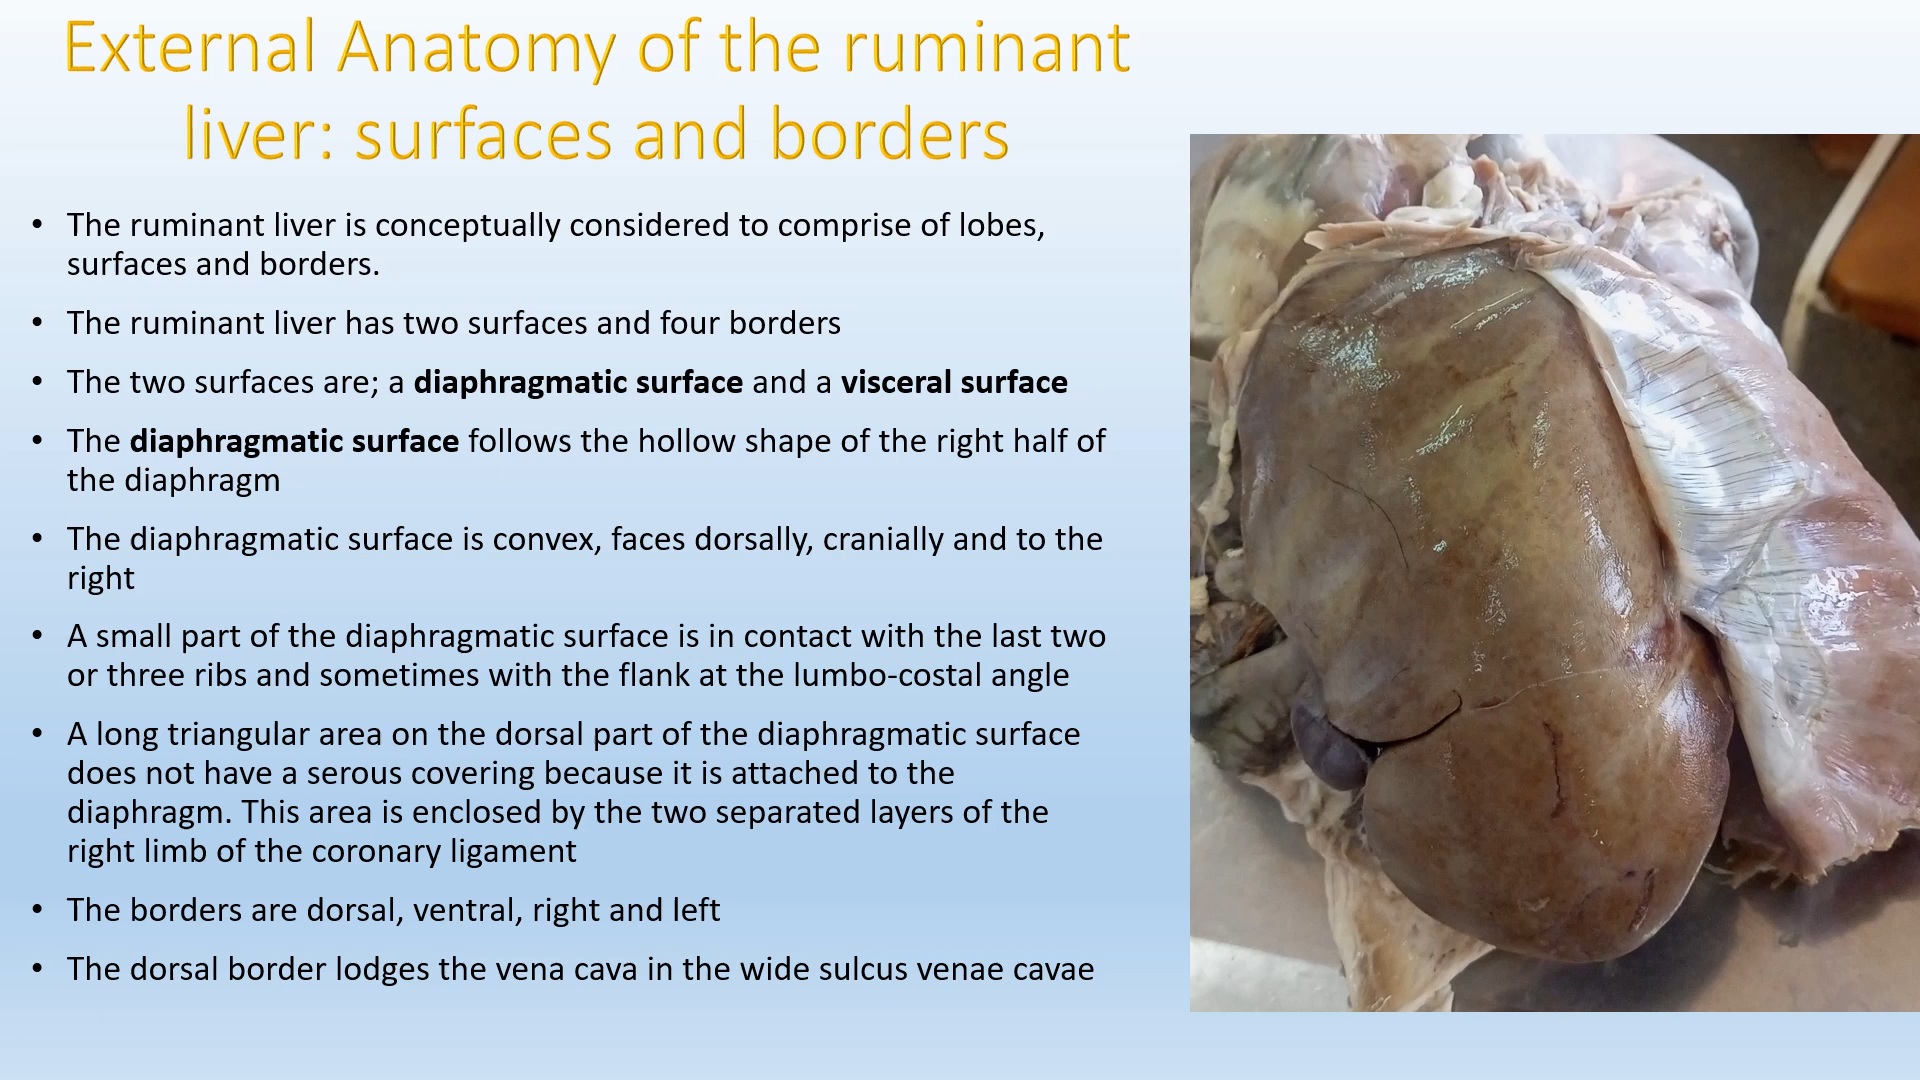 External Anatomy of the ruminant
liver: surfaces and borders
• The ruminant liver is conceptually considered to comprise of lobes,
surfaces and borders.
• The ruminant liver has two surfaces and four borders
• The two surfaces are; a diaphragmatic surface and a visceral surface
• The diaphragmatic surface follows the hollow shape of the right half of
the diaphragm
• The diaphragmatic surface is convex, faces dorsally, cranially and to the
right
• A small part of the diaphragmatic surface is in contact with the last two
or three ribs and sometimes with the flank at the lumbo-costal angle
• A long triangular area on the dorsal part of the diaphragmatic surface
does not have a serous covering because it is attached to the
diaphragm. This area is enclosed by the two separated layers of the
right limb of the coronary ligament
• The borders are dorsal, ventral, right and left
• The dorsal border lodges the vena cava in the wide sulcus venae cavae